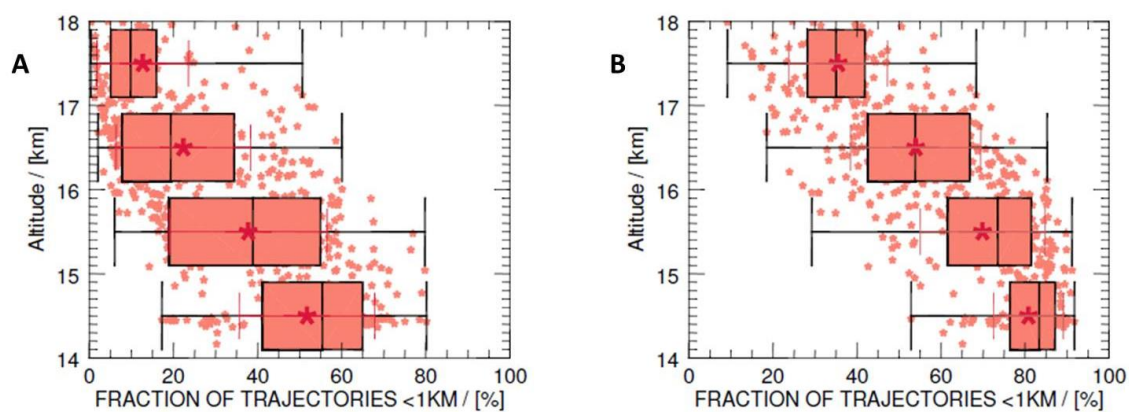 A
18
17
16
15
14
Altitude / [km]
0 20 40 60 80 100
FRACTION OF TRAJECTORIES <1KM / [%]
B
18
17
16
15
14
Altitude / [km]
0 20 40 60 80 100
FRACTION OF TRAJECTORIES <1KM / [%]